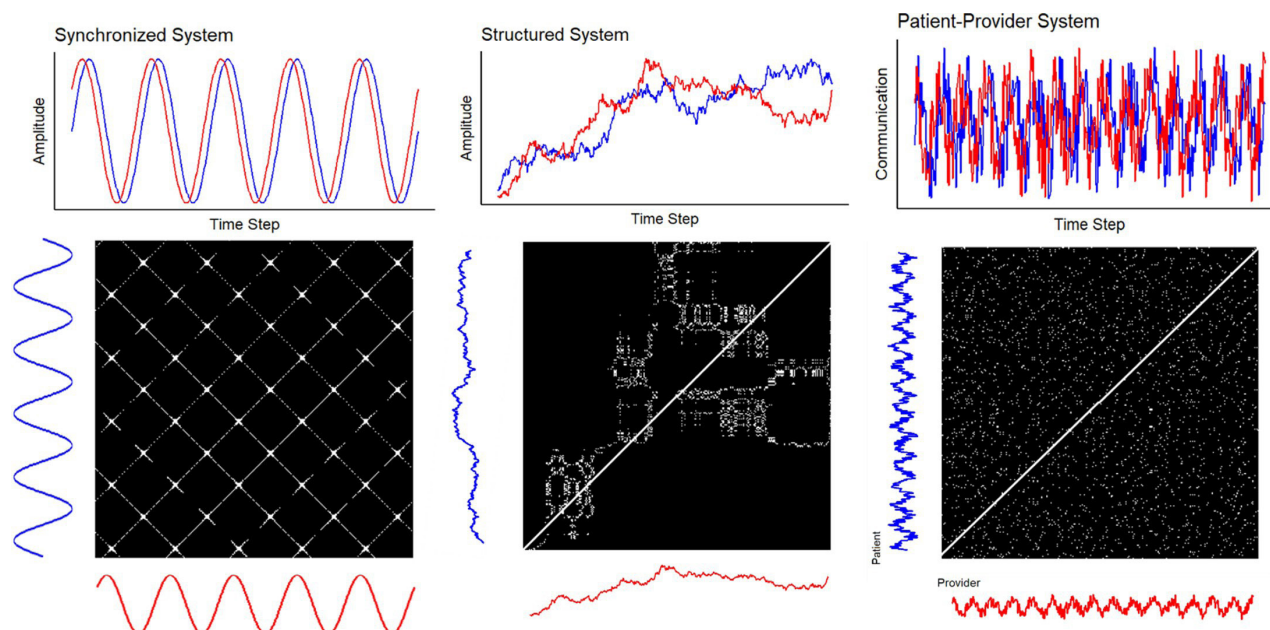 Synchronized System
Amplitude
Time Step
Structured System
Amplitude
Time Step
Patient-Provider System
Communication
Time Step
Patient
Provider